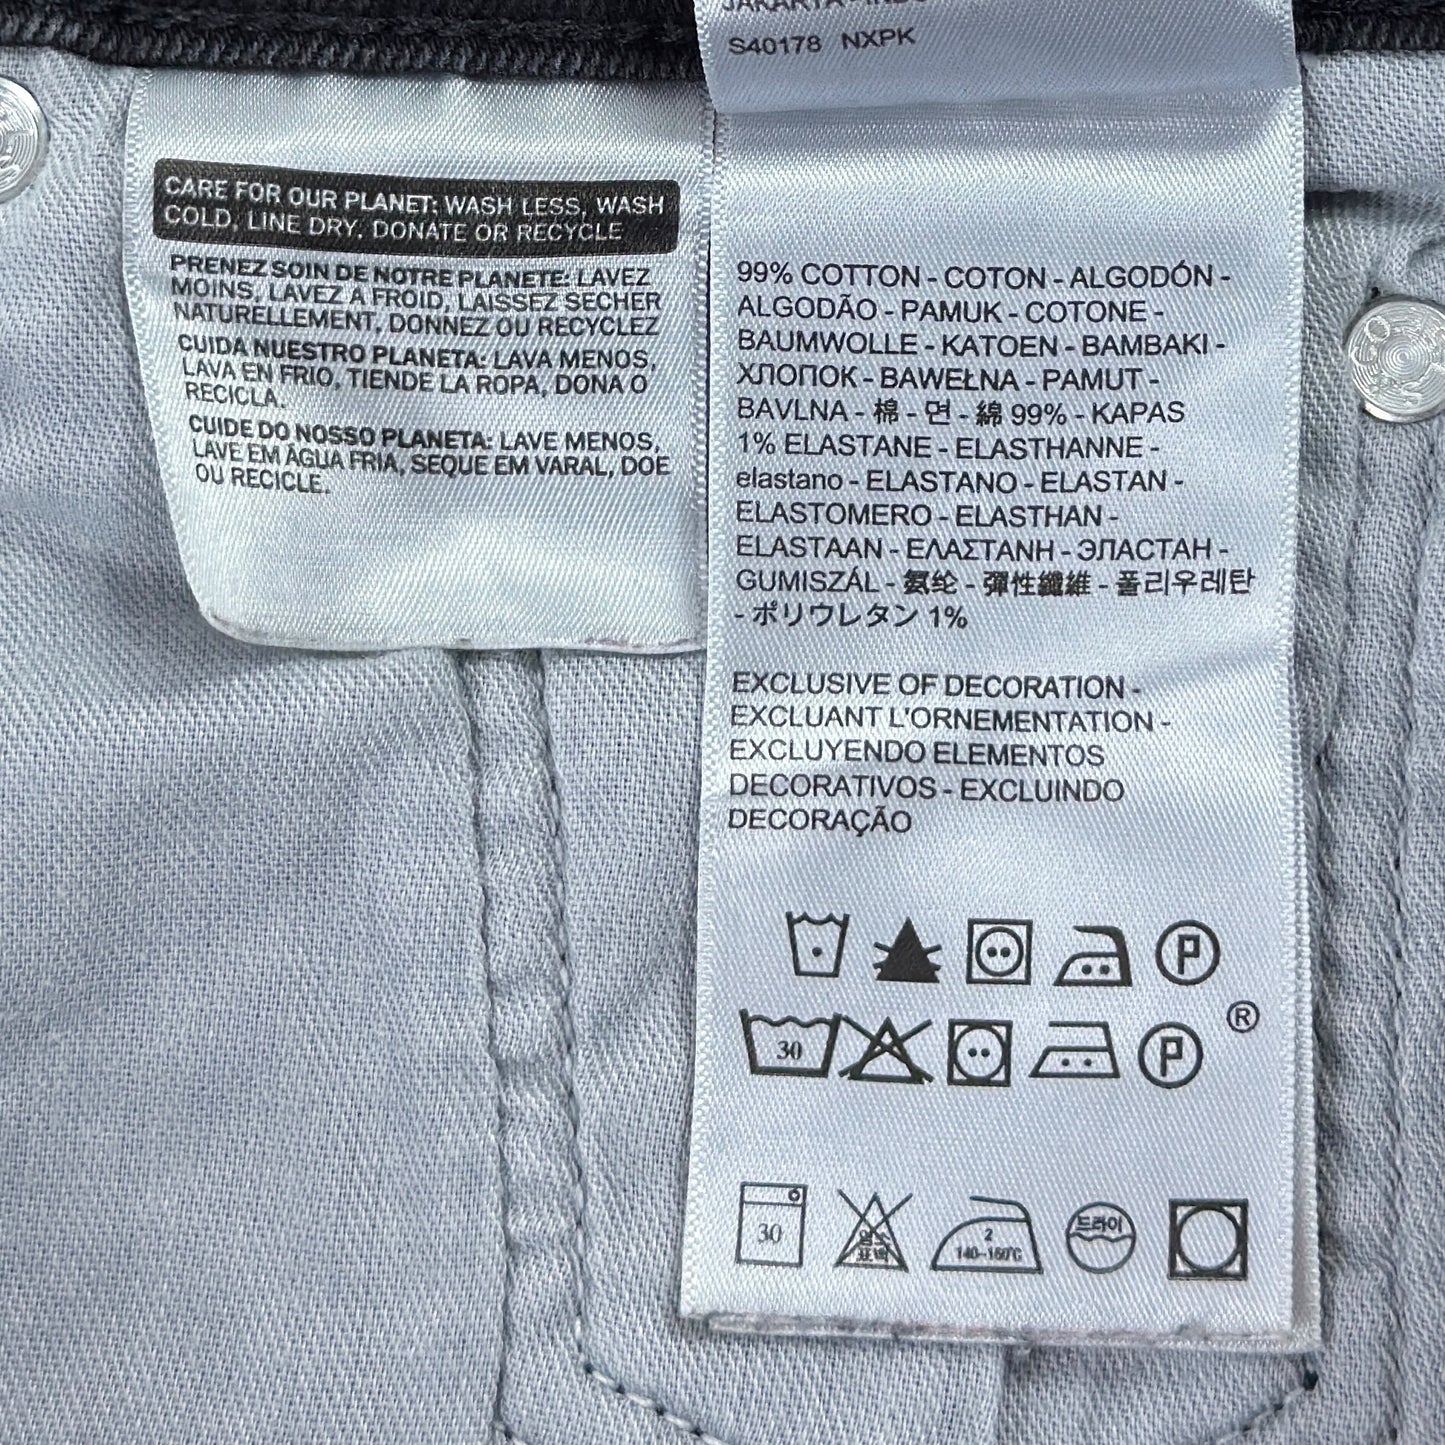 CARE FOR OUR PLANET: WASH LESS, WASH
COLD, LINE DRY, DONATE OR RECYCLE
PRENEZ SOIN DE NOTRE PLANETE: LAVEZ
MOINS, LAVEZ A FROID, LAISSEZ SECHER
NATURELLEMENT, DONNEZ OU RECYCLEZ
CUIDA NUESTRO PLANETA: LAVA MENOS,
LAVA EN FRIO, TIENDE LA ROPA, DONA O
RECICLA.
CUIDE DO NOSSO PLANETA: LAVE MENOS,
LAVE EM ÀGUA FRIA, SEQUE EM VARAL, DOE
OU RECICLE.
S40178 NXPK
99% COTTON - COTON - ALGODÓN -
ALGODÃO - PAMUK - COTONE -
BAUMWOLLE - KATOEN - BAMBAKI -
ХЛОПОК - BAWEŁNA - PAMUT -
BAVLNA - 棉 - 면 - 綿 99% - KAPAS
1% ELASTANE - ELASTHANNE -
elastano - ELASTANO - ELASTAN -
ELASTOMERO - ELASTHAN -
ELASTAAN - ΕΛΑΣΤΑΝΗ - ЭЛАСТАН -
GUMISZÁL - 氨纶 - 彈性纖維 - 폴리우레탄
- ポリウレタン 1%
EXCLUSIVE OF DECORATION -
EXCLUANT L'ORNEMENTATION -
EXCLUYENDO ELEMENTOS
DECORATIVOS - EXCLUINDO
DECORAÇÃO
P
®
30 P
30 염소표백 2 140~160°C 드라이